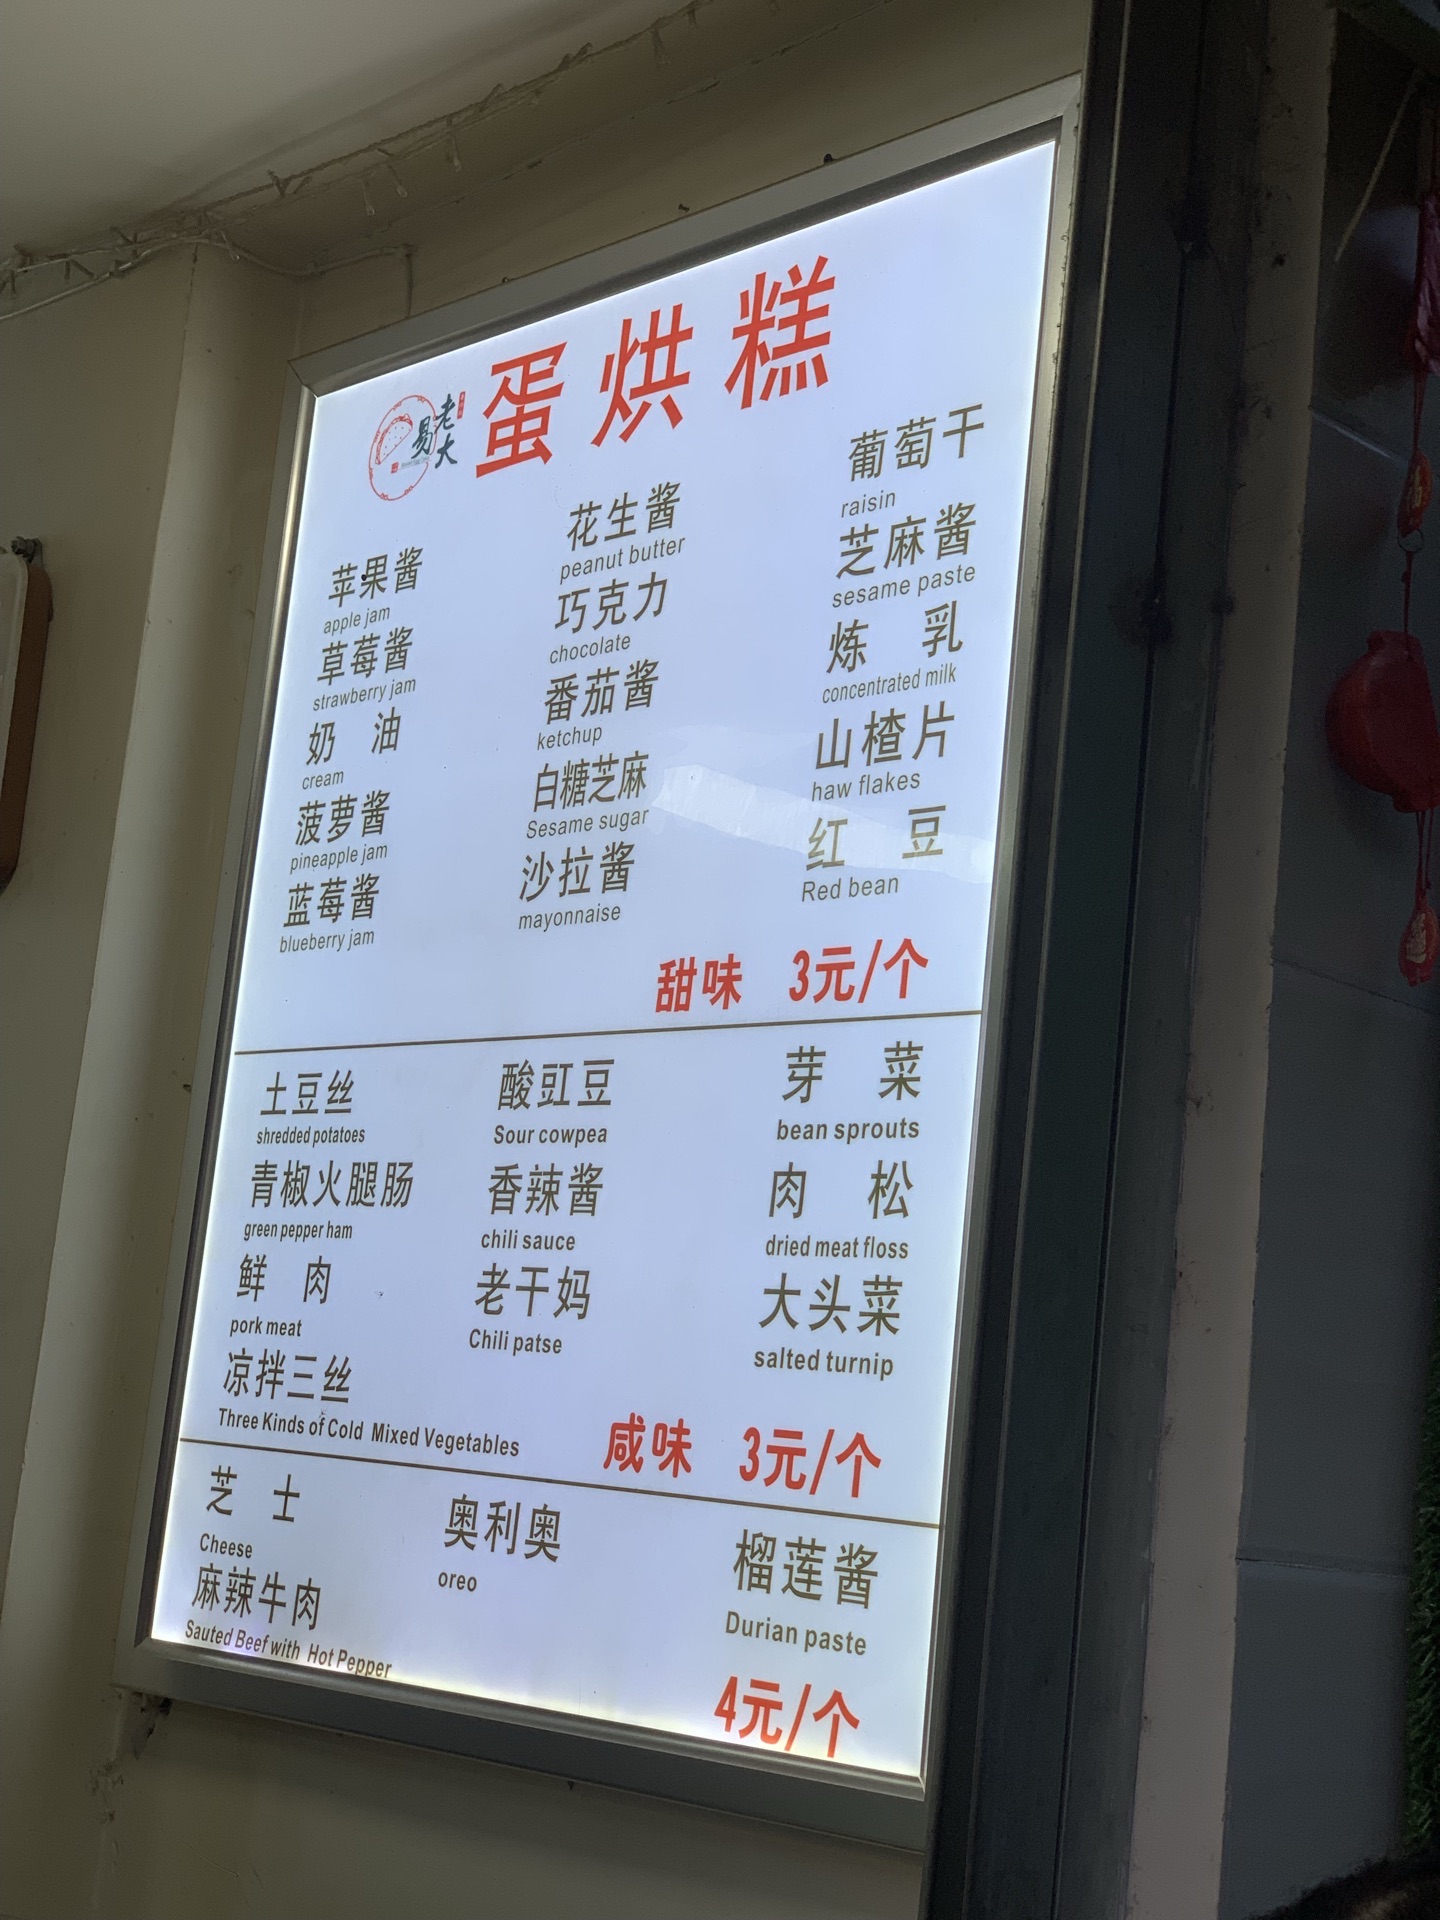 蛋烘糕
易老大
苹果酱
apple jam
草莓酱
strawberry jam
奶 油
cream
菠萝酱
pineapple jam
蓝莓酱
blueberry jam
花生酱
peanut butter
巧克力
chocolate
番茄酱
ketchup
白糖芝麻
Sesame sugar
沙拉酱
mayonnaise
葡萄干
raisin
芝麻酱
sesame paste
炼 乳
concentrated milk
山楂片
haw flakes
红 豆
Red bean
甜味 3元/个
土豆丝
shredded potatoes
青椒火腿肠
green pepper ham
鲜 肉
pork meat
凉拌三丝
Three Kinds of Cold Mixed Vegetables
酸豇豆
Sour cowpea
香辣酱
chili sauce
老干妈
Chili patse
芽 菜
bean sprouts
肉 松
dried meat floss
大头菜
salted turnip
咸味 3元/个
芝 士
Cheese
麻辣牛肉
Sauted Beef with Hot Pepper
奥利奥
oreo
榴莲酱
Durian paste
4元/个